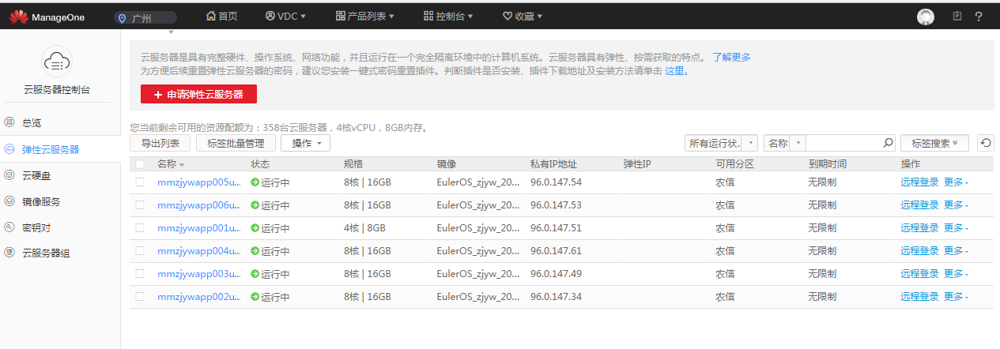 ManageOne 广州 首页 VDC 产品列表 控制台 收藏 ?
云服务器控制台
总览
弹性云服务器
云硬盘
镜像服务
密钥对
云服务器组
云服务器是具有完整硬件、操作系统、网络功能，并且运行在一个完全隔离环境中的计算机系统。云服务器具有弹性、按需获取的特点。 了解更多
为方便后续重置弹性云服务器的密码，建议您安装一键式密码重置插件。判断插件是否安装、插件下载地址及安装方法请单击 这里。
+ 申请弹性云服务器
您当前剩余可用的资源配额为：358台云服务器，4核vCPU，8GB内存。
导出列表 标签批量管理 操作 所有运行状.. 名称 标签搜索
名称 状态 规格 镜像 私有IP地址 弹性IP 可用分区 到期时间 操作
mmzjywapp005u... 运行中 8核 | 16GB EulerOS_zjyw_20... 96.0.147.54 农信 无限制 远程登录 更多
mmzjywapp006u... 运行中 8核 | 16GB EulerOS_zjyw_20... 96.0.147.53 农信 无限制 远程登录 更多
mmzjywapp001u... 运行中 4核 | 8GB EulerOS_zjyw_20... 96.0.147.51 农信 无限制 远程登录 更多
mmzjywapp004u... 运行中 8核 | 16GB EulerOS_zjyw_20... 96.0.147.61 农信 无限制 远程登录 更多
mmzjywapp003u... 运行中 8核 | 16GB EulerOS_zjyw_20... 96.0.147.49 农信 无限制 远程登录 更多
mmzjywapp002u... 运行中 8核 | 16GB EulerOS_zjyw_20... 96.0.147.34 农信 无限制 远程登录 更多